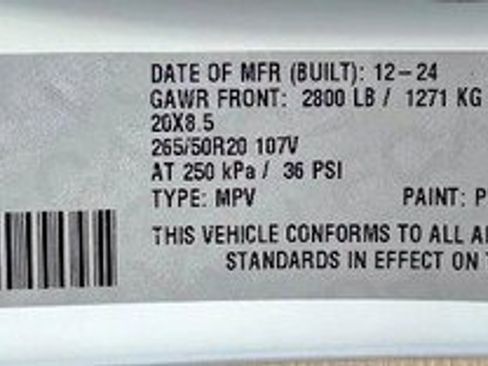 DATE OF MFR (BUILT): 12-24
GAWR FRONT: 2800 LB / 1271 KG
20X8.5
265/50R20 107V
AT 250 kPa / 36 PSI
TYPE: MPV PAINT: P
THIS VEHICLE CONFORMS TO ALL A
STANDARDS IN EFFECT ON T